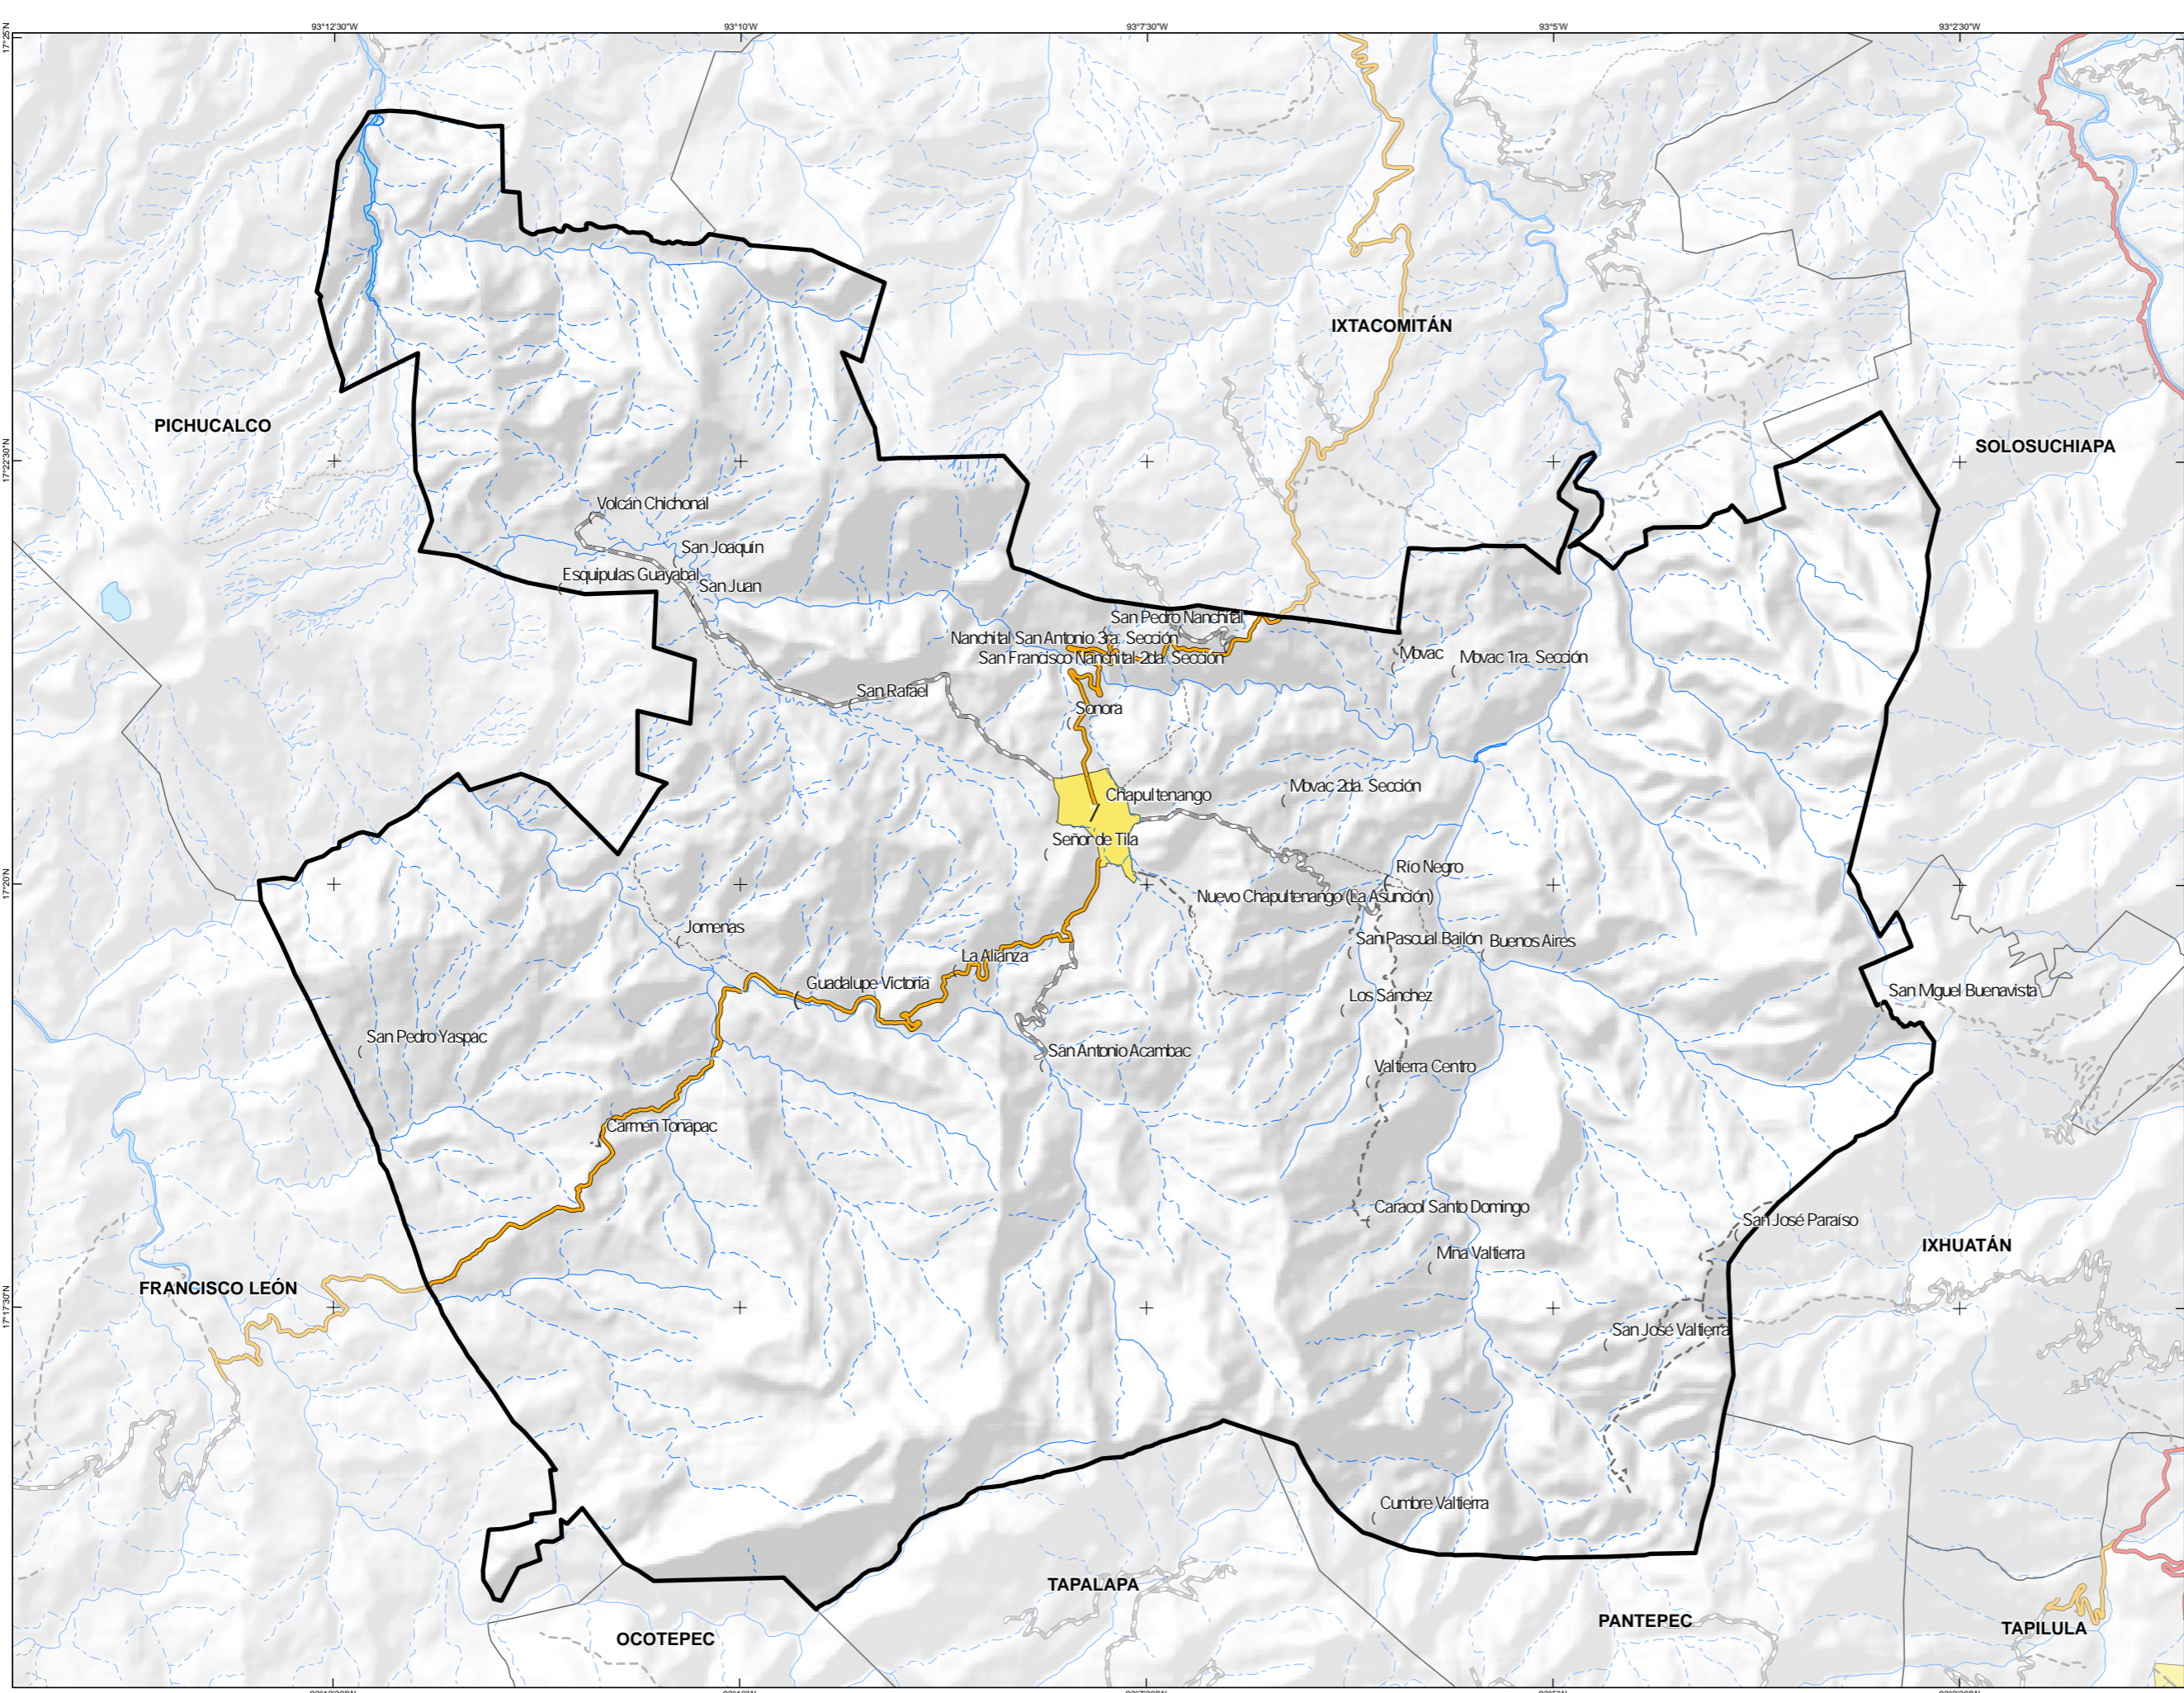 93°12'30"W
93°10'W
93°7'30"W
93°5'W
93°2'30"W
17°25'N
IXTACOMITÁN
PICHUCALCO
SOLOSUCHIAPA
17°22'30"N
Volcán Chichonal
San Joaquín
Esquipulas Guayabal
San Juan
San Pedro Nanchital
Nanchital San Antonio 3ra. Sección
San Francisco Nanchital 2da. Sección
Movac
Movac 1ra. Sección
San Rafael
Sonora
Movac 2da. Sección
Chapultenango
Señor de Tila
Río Negro
17°20'N
Nuevo Chapultenango (La Asunción)
Jomenas
San Pascual Bailón
Buenos Aires
La Alianza
Guadalupe Victoria
San Miguel Buenavista
Los Sánchez
San Pedro Yaspac
San Antonio Acambac
Valtierra Centro
Carmen Tonapac
Caracol Santo Domingo
San José Paraíso
IXHUATÁN
Mina Valtierra
FRANCISCO LEÓN
17°17'30"N
San José Valtierra
Cumbre Valtierra
TAPALAPA
PANTEPEC
TAPILULA
OCOTEPEC